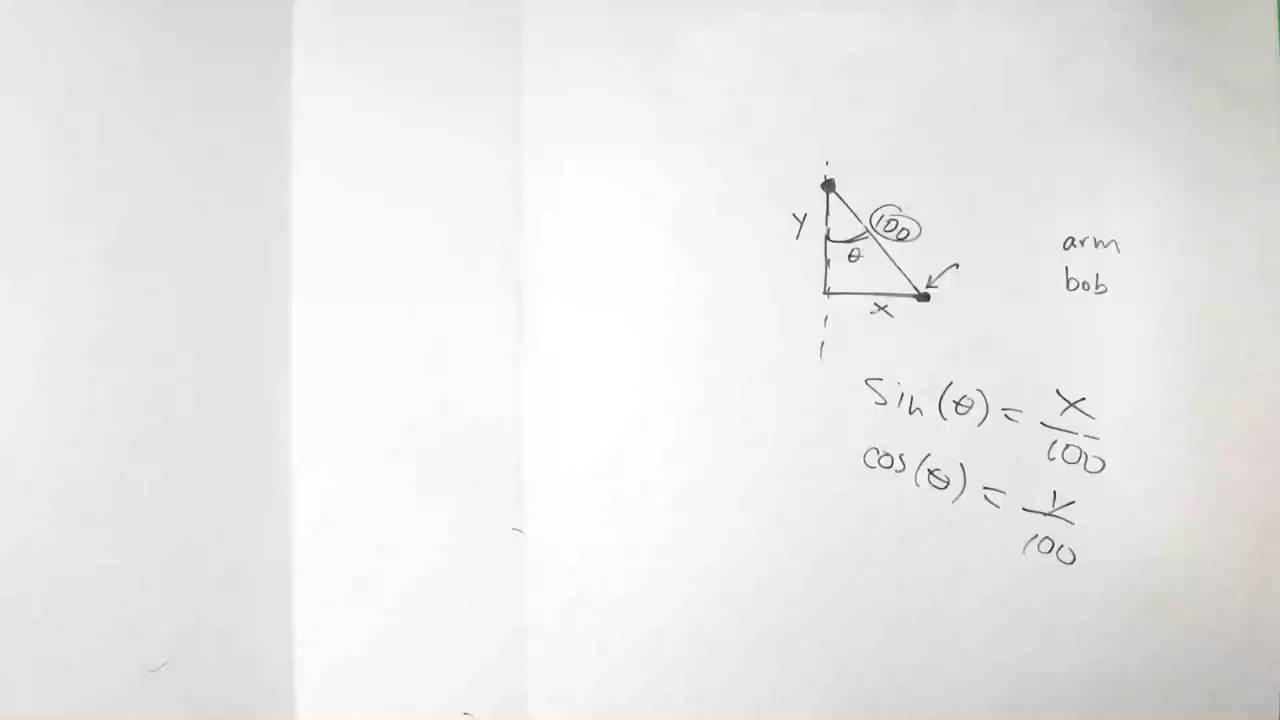 y
100
θ
x
arm
bob
Sin(θ) = x/100
cos(θ) = y/100